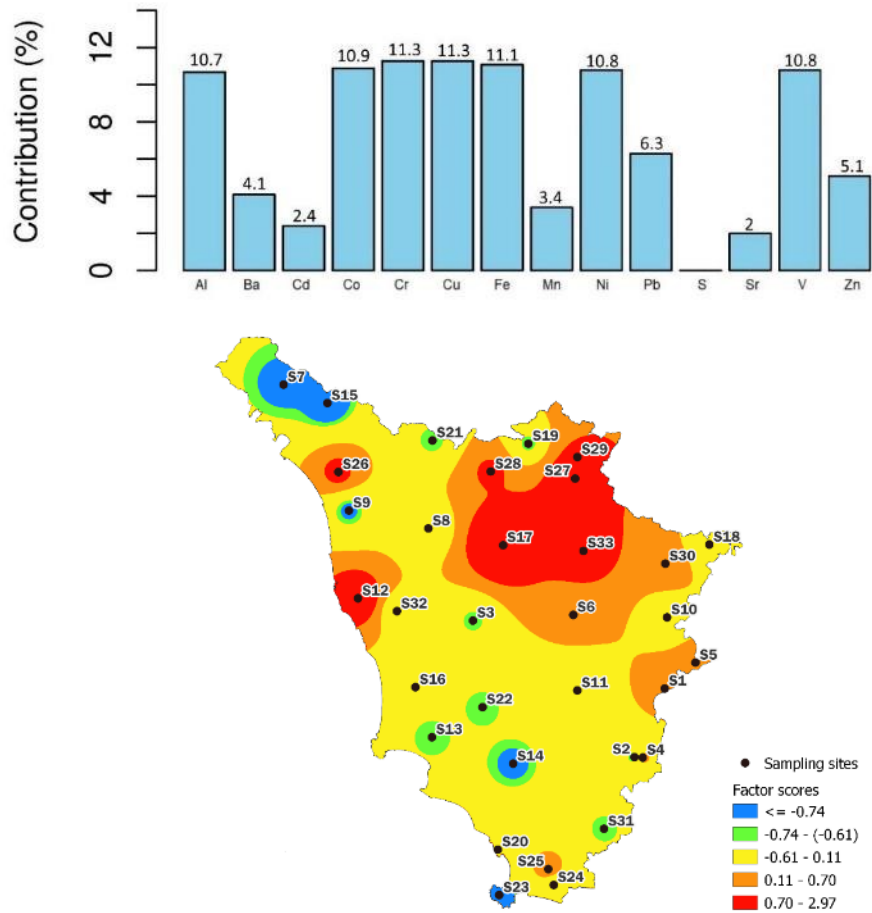 Contribution (%)
12
8
4
0
10.7
4.1
2.4
10.9
11.3
11.3
11.1
3.4
10.8
6.3
2
10.8
5.1
Al Ba Cd Co Cr Cu Fe Mn Ni Pb S Sr V Zn
S7
S15
S21
S19
S29
S26
S28
S27
S9
S8
S17
S33
S18
S30
S12
S32
S3
S6
S10
S5
S16
S11
S1
S22
S13
S14
S2
S4
S31
S20
S25
S24
S23
Sampling sites
Factor scores
<= -0.74
-0.74 - (-0.61)
-0.61 - 0.11
0.11 - 0.70
0.70 - 2.97